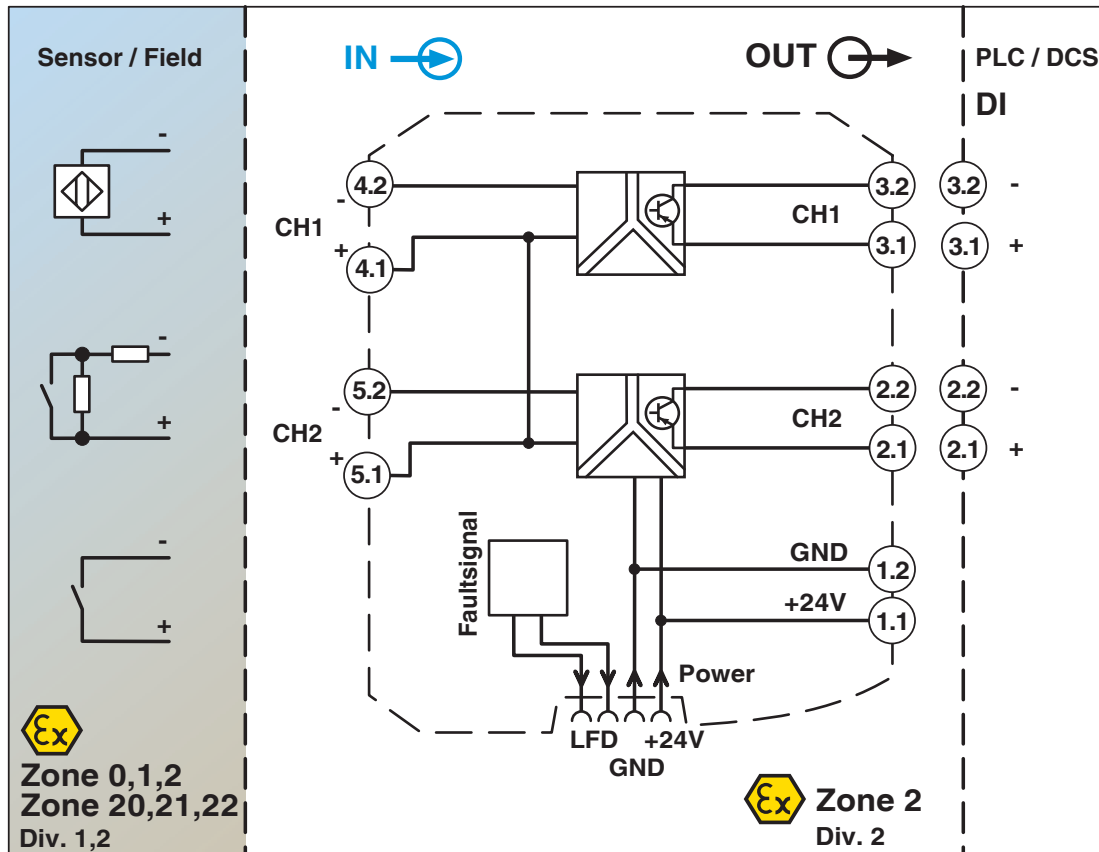 Sensor / Field
IN
OUT
PLC / DCS
DI
-
+
-
+
-
+
4.2
-
CH1
+
4.1
5.2
-
CH2
+
5.1
3.2
CH1
3.1
2.2
CH2
2.1
3.2 -
3.1 +
2.2 -
2.1 +
GND
1.2
+24V
1.1
Faultsignal
Power
LFD +24V
GND
Ex
Zone 0,1,2
Zone 20,21,22
Div. 1,2
Ex
Zone 2
Div. 2